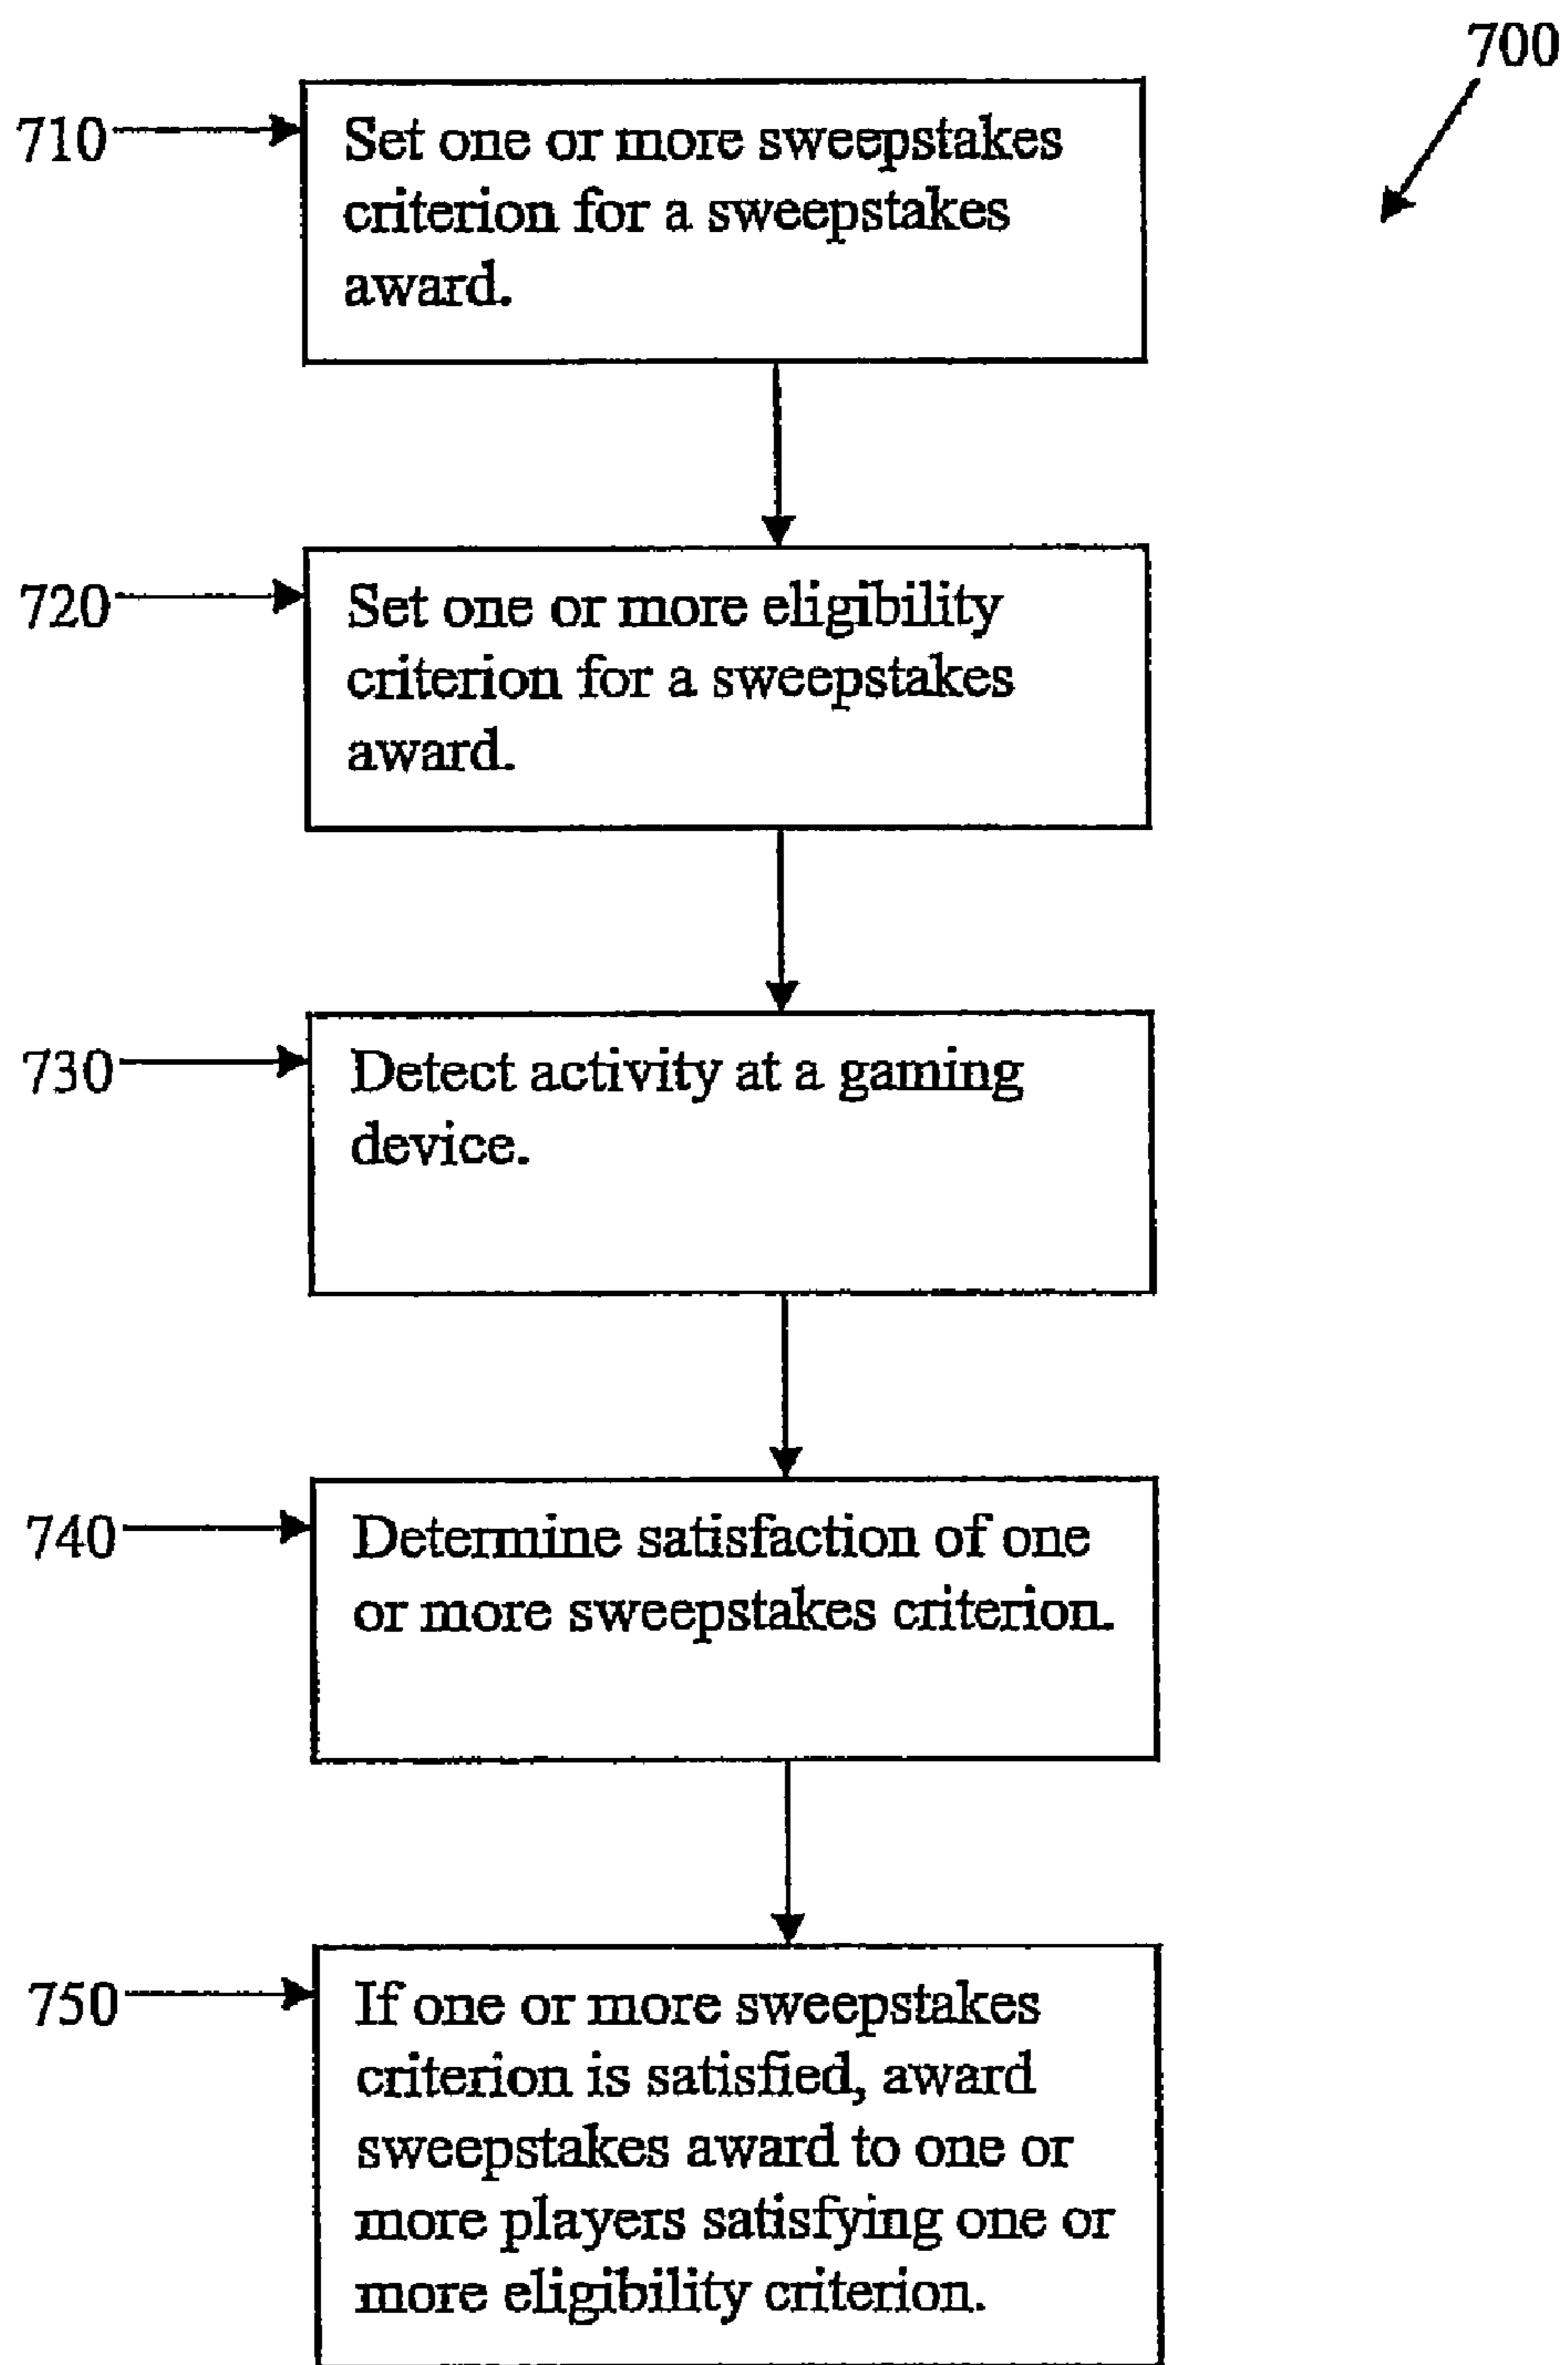 700
710
Set one or more sweepstakes
criterion for a sweepstakes
award.
720
Set one or more eligibility
criterion for a sweepstakes
award.
730
Detect activity at a gaming
device.
740
Determine satisfaction of one
or more sweepstakes criterion.
750
If one or more sweepstakes
criterion is satisfied, award
sweepstakes award to one or
more players satisfying one or
more eligibility criterion.